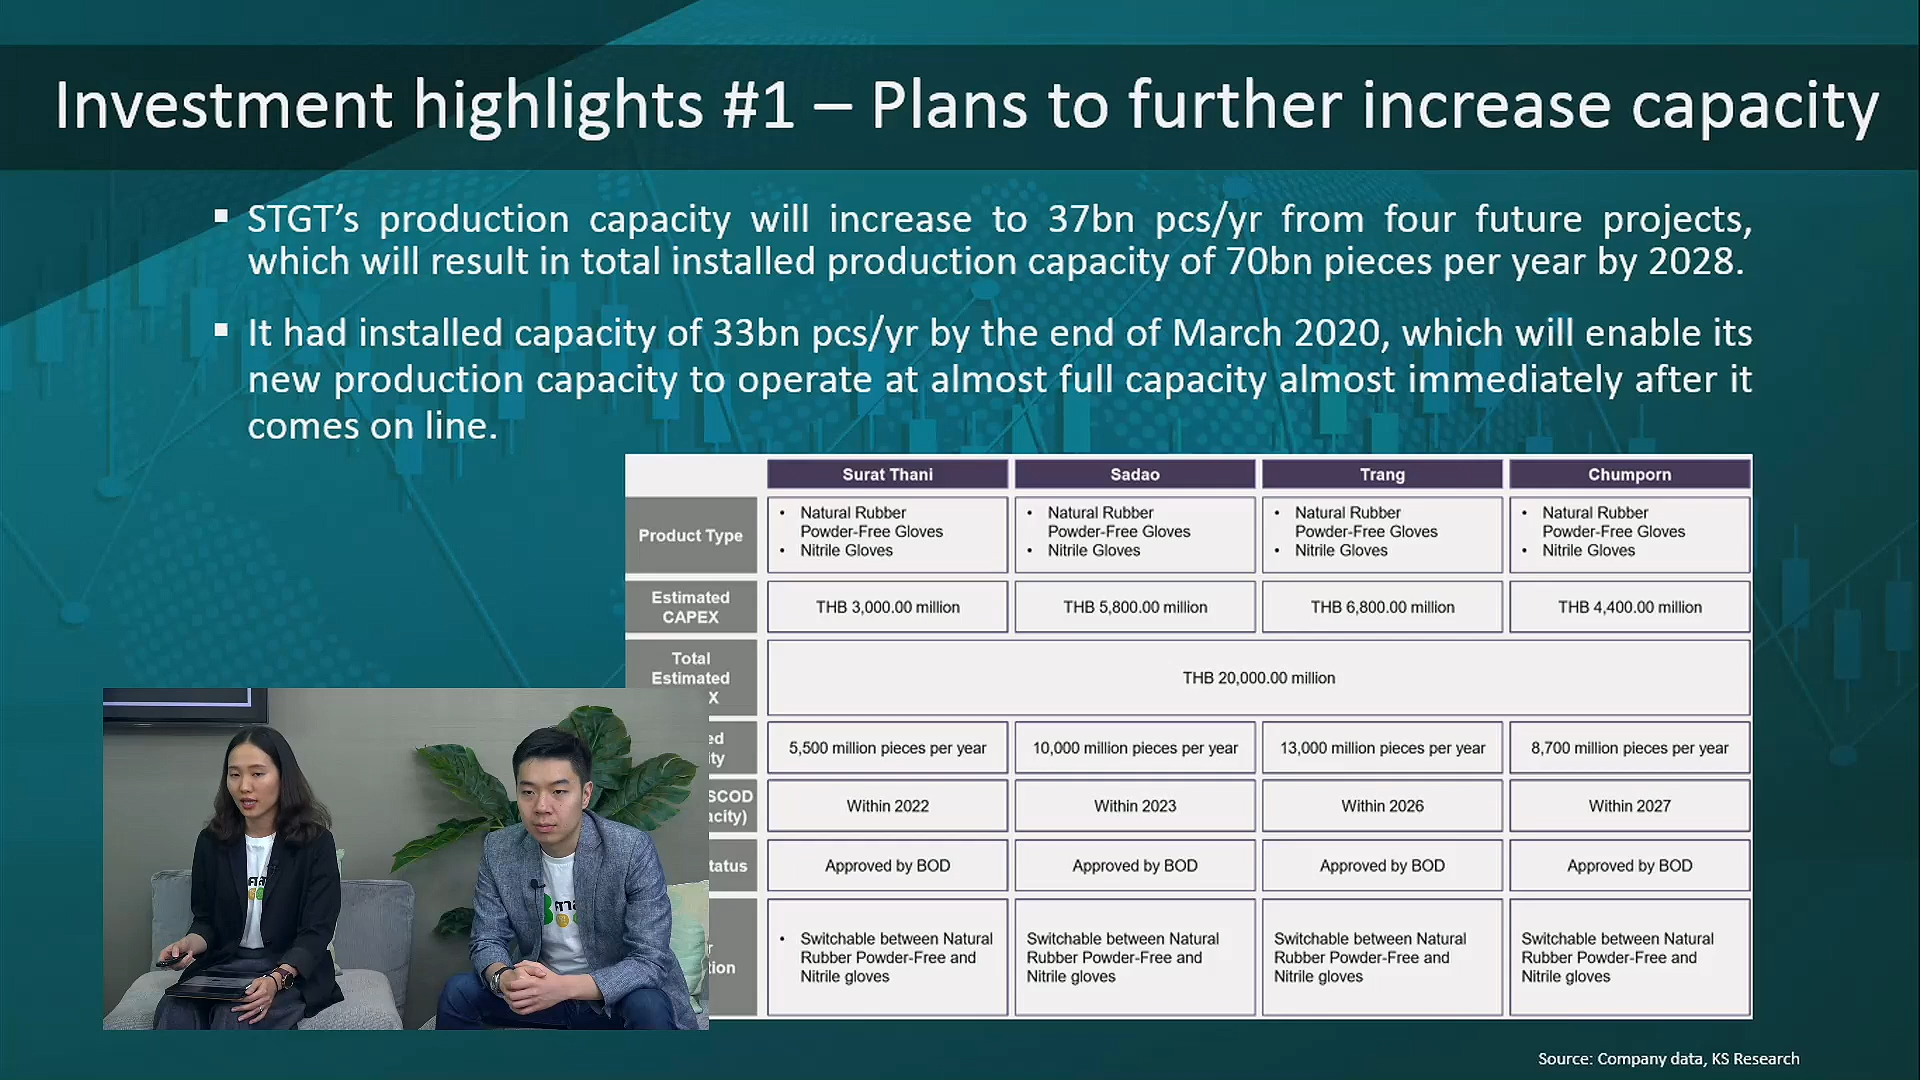 Investment highlights #1 – Plans to further increase capacity
▪ STGT's production capacity will increase to 37bn pcs/yr from four future projects,
which will result in total installed production capacity of 70bn pieces per year by 2028.
▪ It had installed capacity of 33bn pcs/yr by the end of March 2020, which will enable its
new production capacity to operate at almost full capacity almost immediately after it
comes on line.
Surat Thani Sadao Trang Chumporn
Product Type
• Natural Rubber
Powder-Free Gloves
• Nitrile Gloves
• Natural Rubber
Powder-Free Gloves
• Nitrile Gloves
• Natural Rubber
Powder-Free Gloves
• Nitrile Gloves
• Natural Rubber
Powder-Free Gloves
• Nitrile Gloves
Estimated
CAPEX
THB 3,000.00 million THB 5,800.00 million THB 6,800.00 million THB 4,400.00 million
Total
Estimated
X
THB 20,000.00 million
ed
ity
5,500 million pieces per year 10,000 million pieces per year 13,000 million pieces per year 8,700 million pieces per year
SCOD
acity)
Within 2022 Within 2023 Within 2026 Within 2027
tatus
Approved by BOD Approved by BOD Approved by BOD Approved by BOD
r
tion
• Switchable between Natural
Rubber Powder-Free and
Nitrile gloves
Switchable between Natural
Rubber Powder-Free and
Nitrile gloves
Switchable between Natural
Rubber Powder-Free and
Nitrile gloves
Switchable between Natural
Rubber Powder-Free and
Nitrile gloves
Source: Company data, KS Research